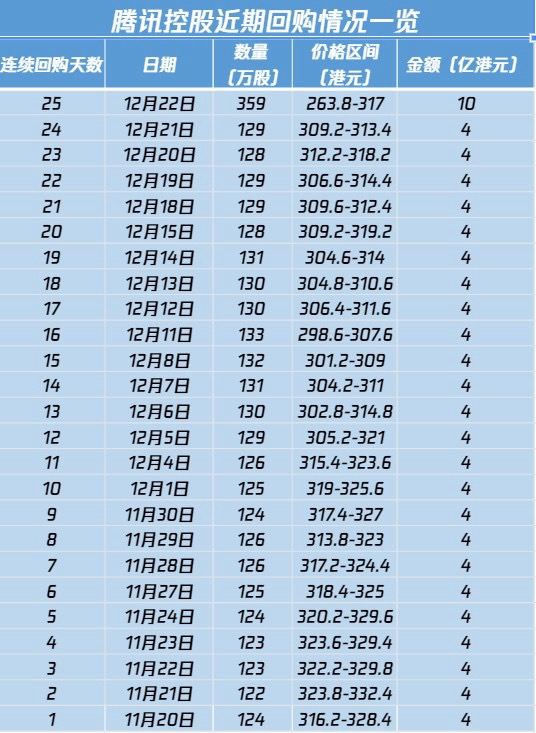 腾讯控股近期回购情况一览
连续回购天数 日期 数量（万股） 价格区间（港元） 金额（亿港元）
25 12月22日 359 263.8-317 10
24 12月21日 129 309.2-313.4 4
23 12月20日 128 312.2-318.2 4
22 12月19日 129 306.6-314.4 4
21 12月18日 129 309.6-312.4 4
20 12月15日 128 309.2-319.2 4
19 12月14日 131 304.6-314 4
18 12月13日 130 304.8-310.6 4
17 12月12日 130 306.4-311.6 4
16 12月11日 133 298.6-307.6 4
15 12月8日 132 301.2-309 4
14 12月7日 131 304.2-311 4
13 12月6日 130 302.8-314.8 4
12 12月5日 129 305.2-321 4
11 12月4日 126 315.4-323.6 4
10 12月1日 125 319-325.6 4
9 11月30日 124 317.4-327 4
8 11月29日 126 313.8-323 4
7 11月28日 126 317.2-324.4 4
6 11月27日 125 318.4-325 4
5 11月24日 124 320.2-329.6 4
4 11月23日 123 323.6-329.4 4
3 11月22日 123 322.2-329.8 4
2 11月21日 122 323.8-332.4 4
1 11月20日 124 316.2-328.4 4